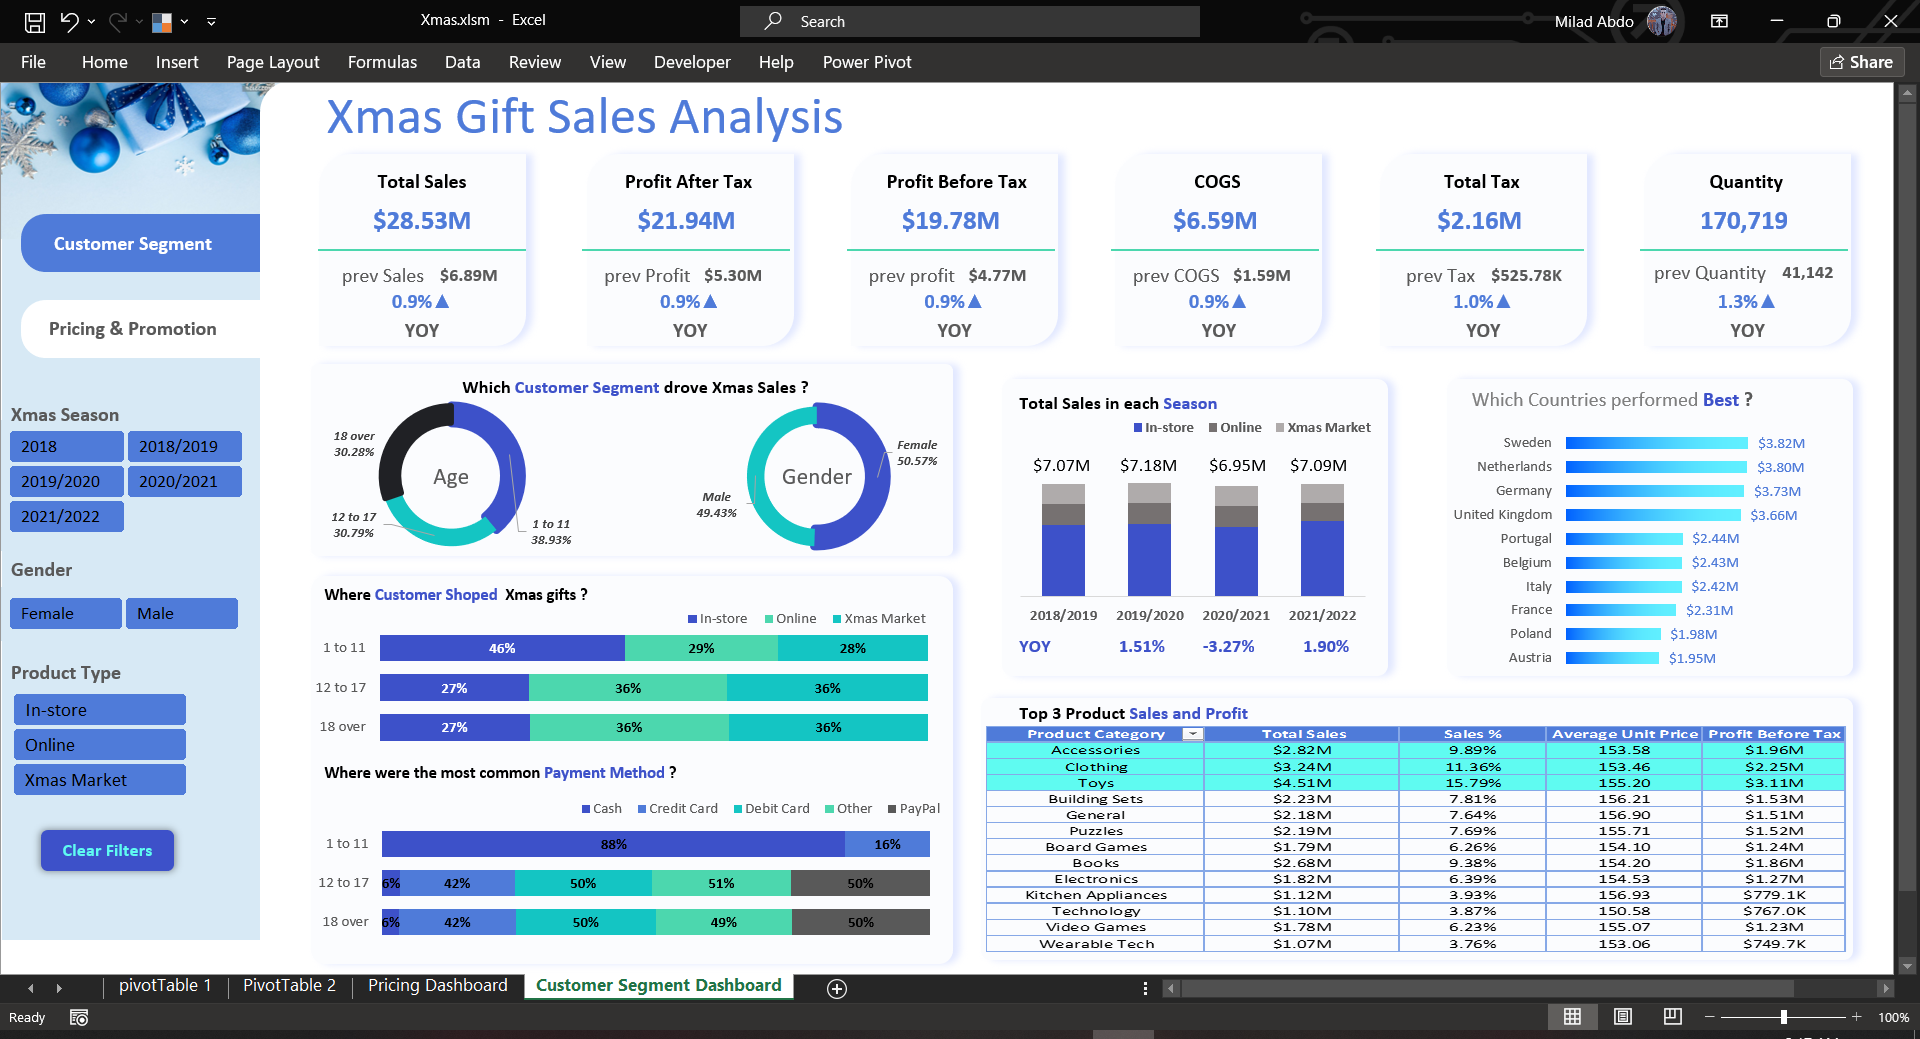 Xmas.xlsm - Excel
Search
Milad Abdo
File Home Insert Page Layout Formulas Data Review View Developer Help Power Pivot
Share
Xmas Gift Sales Analysis
Customer Segment
Pricing & Promotion
Xmas Season
2018 2018/2019
2019/2020 2020/2021
2021/2022
Gender
Female Male
Product Type
In-store
Online
Xmas Market
Clear Filters
Total Sales
$28.53M
prev Sales $6.89M
0.9%▲
YOY
Profit After Tax
$21.94M
prev Profit $5.30M
0.9%▲
YOY
Profit Before Tax
$19.78M
prev profit $4.77M
0.9%▲
YOY
COGS
$6.59M
prev COGS $1.59M
0.9%▲
YOY
Total Tax
$2.16M
prev Tax $525.78K
1.0%▲
YOY
Quantity
170,719
prev Quantity 41,142
1.3%▲
YOY
Which Customer Segment drove Xmas Sales ?
18 over
30.28%
Age
12 to 17
30.79%
1 to 11
38.93%
Female
50.57%
Gender
Male
49.43%
Where Customer Shoped Xmas gifts ?
In-store Online Xmas Market
1 to 11 46% 29% 28%
12 to 17 27% 36% 36%
18 over 27% 36% 36%
Where were the most common Payment Method ?
Cash Credit Card Debit Card Other PayPal
1 to 11 88% 16%
12 to 17 6% 42% 50% 51% 50%
18 over 6% 42% 50% 49% 50%
Total Sales in each Season
In-store Online Xmas Market
$7.07M $7.18M $6.95M $7.09M
2018/2019 2019/2020 2020/2021 2021/2022
YOY 1.51% -3.27% 1.90%
Which Countries performed Best ?
Sweden $3.82M
Netherlands $3.80M
Germany $3.73M
United Kingdom $3.66M
Portugal $2.44M
Belgium $2.43M
Italy $2.42M
France $2.31M
Poland $1.98M
Austria $1.95M
Top 3 Product Sales and Profit
Product Category Total Sales Sales % Average Unit Price Profit Before Tax
Accessories $2.82M 9.89% 153.58 $1.96M
Clothing $3.24M 11.36% 153.46 $2.25M
Toys $4.51M 15.79% 155.20 $3.11M
Building Sets $2.23M 7.81% 156.21 $1.53M
General $2.18M 7.64% 156.90 $1.51M
Puzzles $2.19M 7.69% 155.71 $1.52M
Board Games $1.79M 6.26% 154.10 $1.24M
Books $2.68M 9.38% 154.20 $1.86M
Electronics $1.82M 6.39% 154.53 $1.27M
Kitchen Appliances $1.12M 3.93% 156.93 $779.1K
Technology $1.10M 3.87% 150.58 $767.0K
Video Games $1.78M 6.23% 155.07 $1.23M
Wearable Tech $1.07M 3.76% 153.06 $749.7K
pivotTable 1 PivotTable 2 Pricing Dashboard Customer Segment Dashboard
Ready
100%